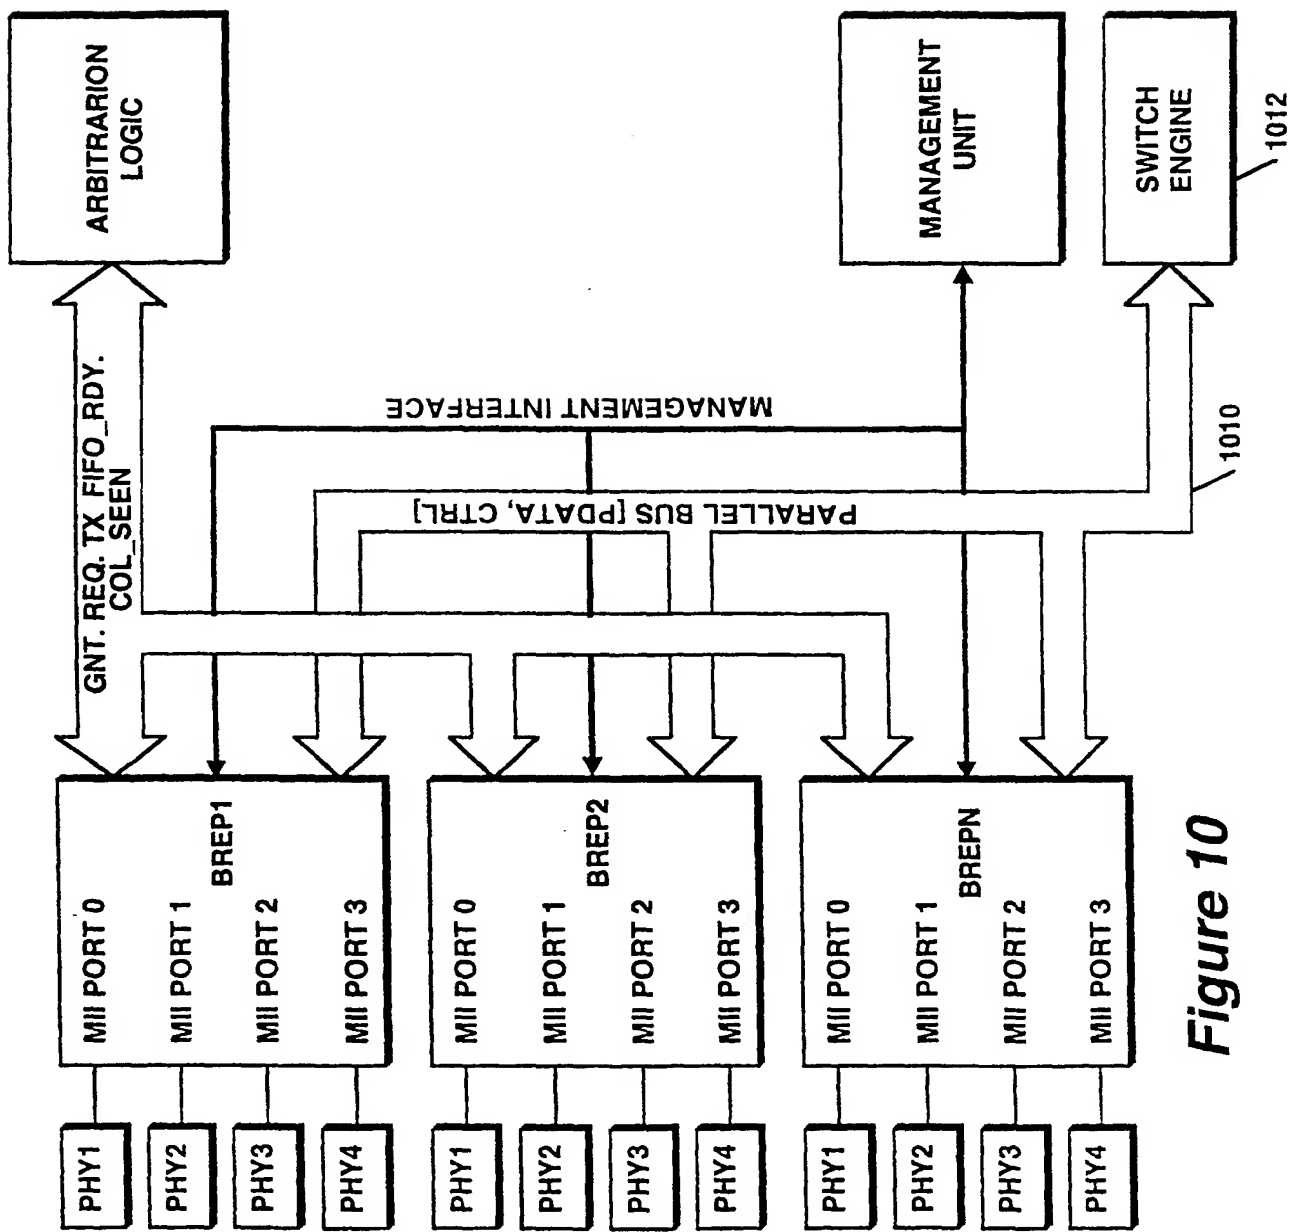 ARBITRARION
LOGIC
GNT. REQ. TX FIFO_RDY.
COL_SEEN
MANAGEMENT
UNIT
SWITCH
ENGINE
1012
MANAGEMENT INTERFACE
PARALLEL BUS [PDATA, CTRL]
1010
BREP1
MII PORT 0
MII PORT 1
MII PORT 2
MII PORT 3
PHY1
PHY2
PHY3
PHY4
BREP2
MII PORT 0
MII PORT 1
MII PORT 2
MII PORT 3
PHY1
PHY2
PHY3
PHY4
BREPN
MII PORT 0
MII PORT 1
MII PORT 2
MII PORT 3
PHY1
PHY2
PHY3
PHY4
Figure 10